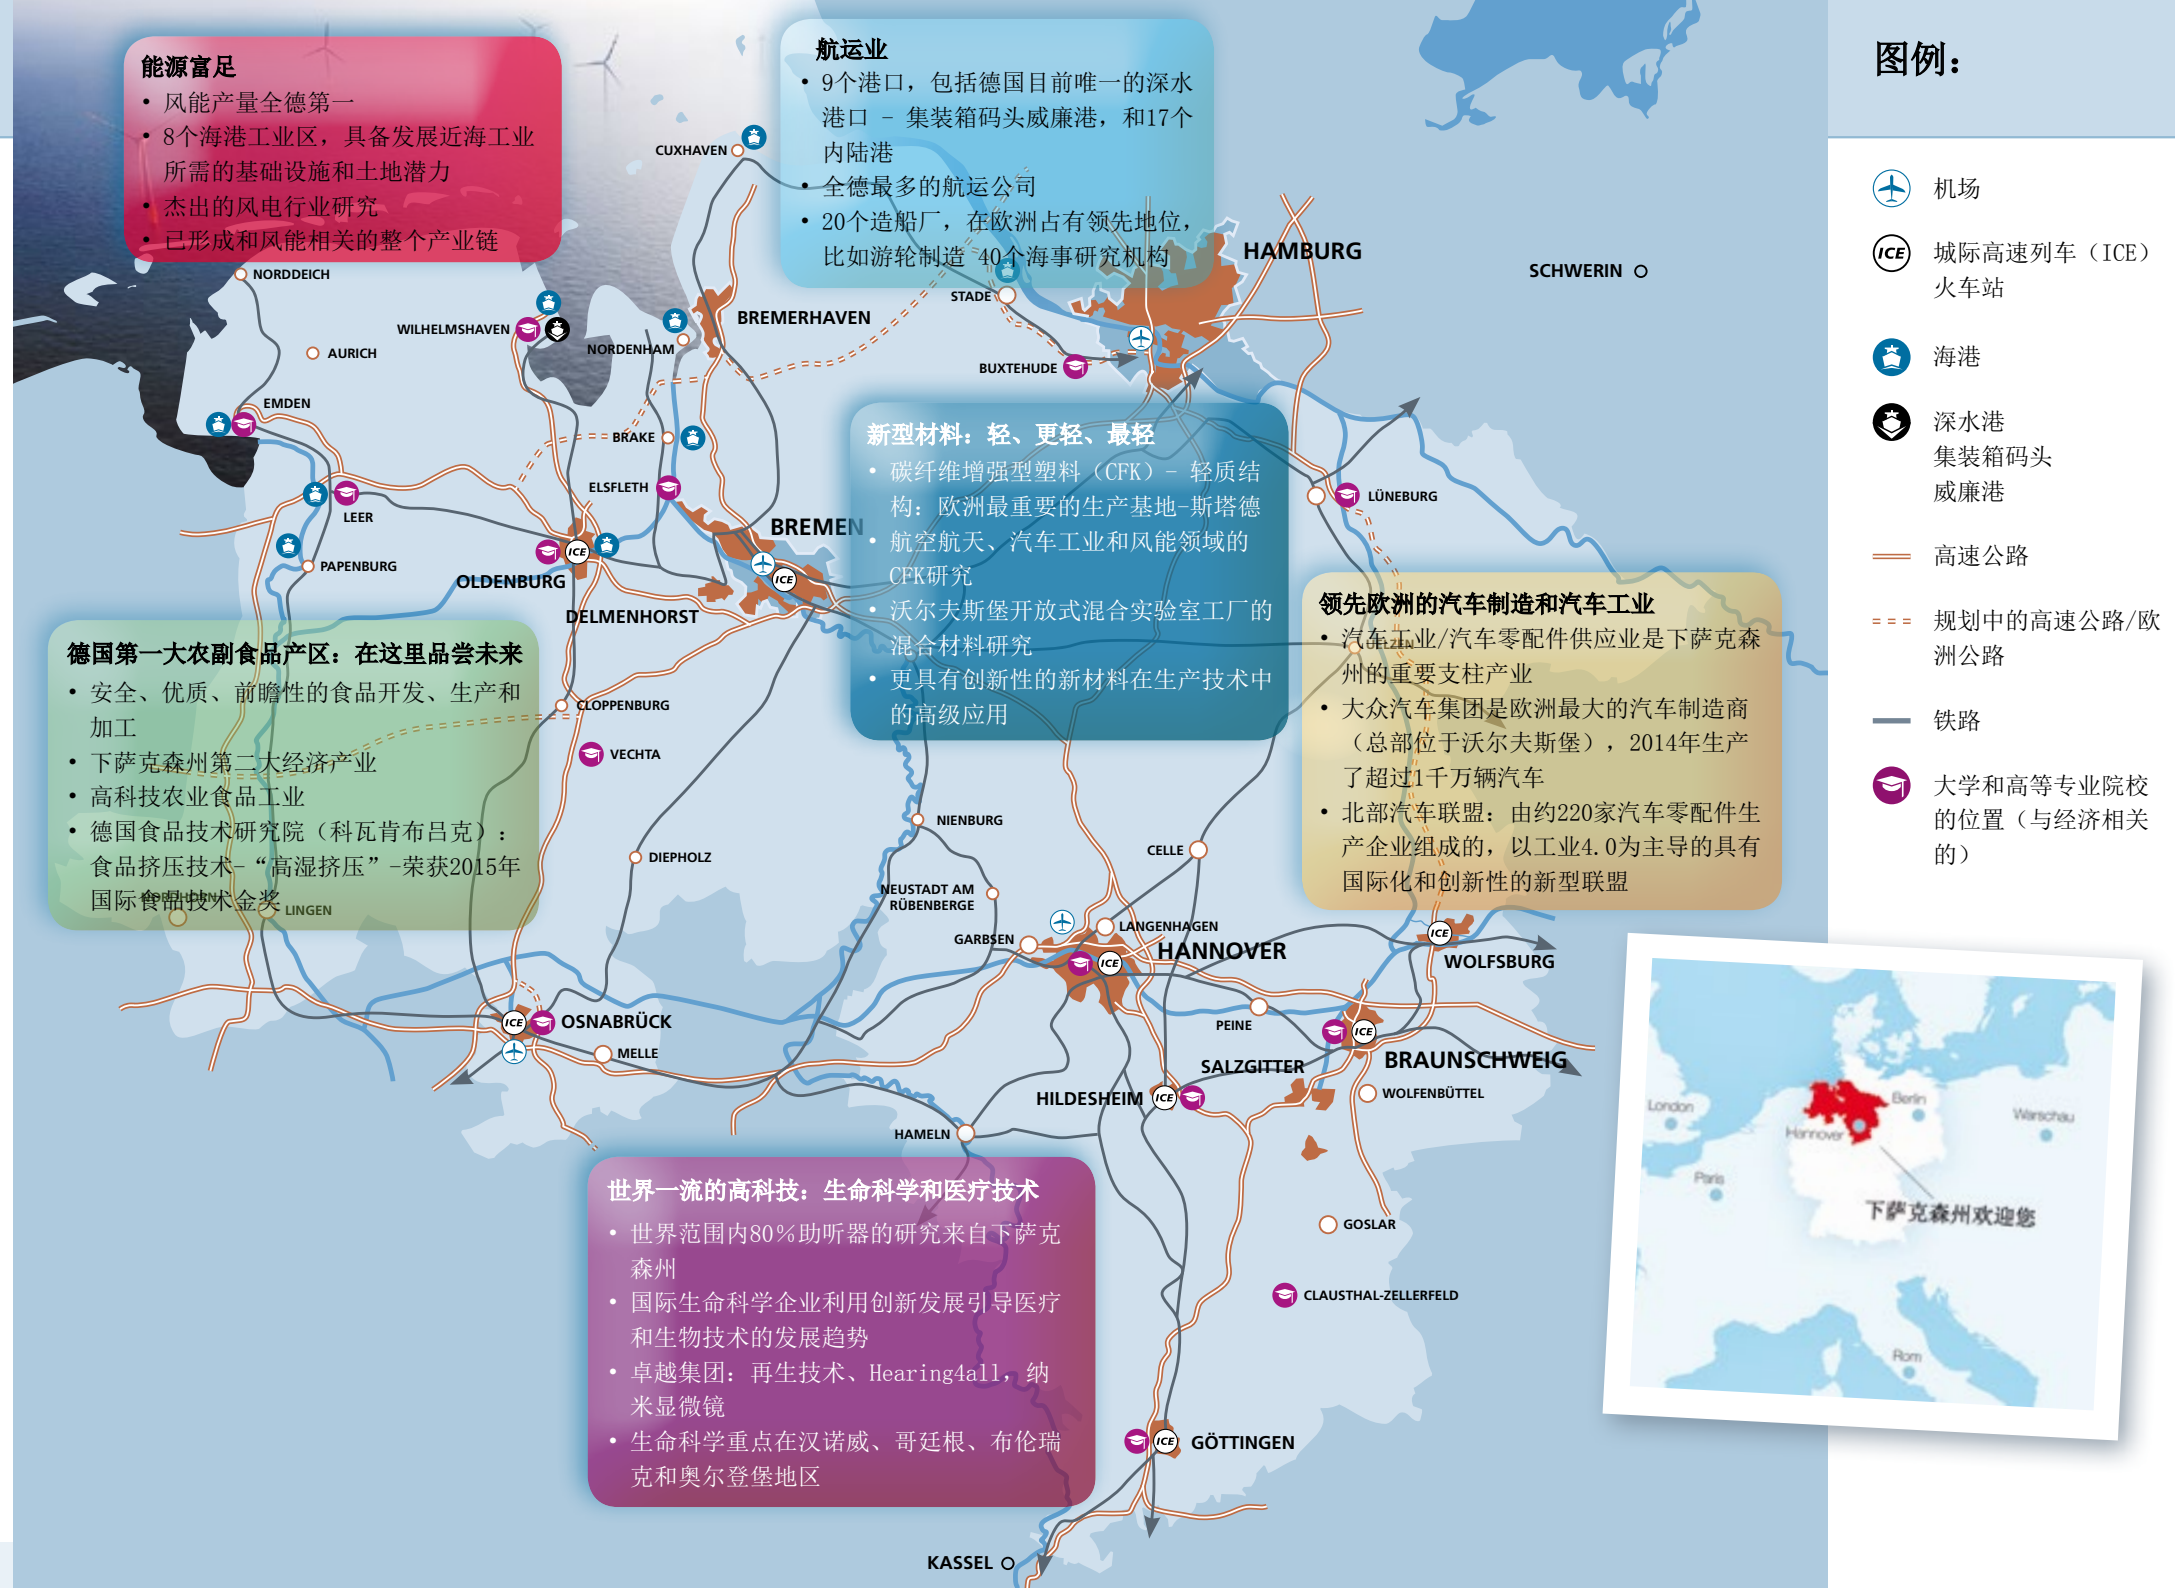 能源富足
• 风能产量全德第一
• 8个海港工业区，具备发展近海工业
所需的基础设施和土地潜力
• 杰出的风电行业研究
• 已形成和风能相关的整个产业链
航运业
• 9个港口，包括德国目前唯一的深水
港口 - 集装箱码头威廉港，和17个
内陆港
• 全德最多的航运公司
• 20个造船厂，在欧洲占有领先地位，
比如游轮制造 40个海事研究机构
图例：
机场
城际高速列车（ICE）
火车站
海港
深水港
集装箱码头
威廉港
高速公路
规划中的高速公路/欧
洲公路
铁路
大学和高等专业院校
的位置（与经济相关
的）
CUXHAVEN
HAMBURG
SCHWERIN
NORDDEICH
STADE
WILHELMSHAVEN
BREMERHAVEN
NORDENHAM
AURICH
BUXTEHUDE
EMDEN
BRAKE
ELSFLETH
LÜNEBURG
LEER
BREMEN
PAPENBURG
OLDENBURG
DELMENHORST
新型材料：轻、更轻、最轻
• 碳纤维增强型塑料（CFK）- 轻质结
构：欧洲最重要的生产基地-斯塔德
• 航空航天、汽车工业和风能领域的
CFK研究
• 沃尔夫斯堡开放式混合实验室工厂的
混合材料研究
• 更具有创新性的新材料在生产技术中
的高级应用
领先欧洲的汽车制造和汽车工业
• 汽车工业/汽车零配件供应业是下萨克森
州的重要支柱产业
• 大众汽车集团是欧洲最大的汽车制造商
（总部位于沃尔夫斯堡），2014年生产
了超过1千万辆汽车
• 北部汽车联盟：由约220家汽车零配件生
产企业组成的，以工业4.0为主导的具有
国际化和创新性的新型联盟
UELZEN
德国第一大农副食品产区：在这里品尝未来
• 安全、优质、前瞻性的食品开发、生产和
加工
• 下萨克森州第二大经济产业
• 高科技农业食品工业
• 德国食品技术研究院（科瓦肯布吕克）：
食品挤压技术-“高湿挤压”-荣获2015年
国际食品技术金奖
NORDHORN
LINGEN
CLOPPENBURG
VECHTA
DIEPHOLZ
NIENBURG
CELLE
NEUSTADT AM
RÜBENBERGE
GARBSEN
LANGENHAGEN
HANNOVER
ICE
WOLFSBURG
OSNABRÜCK
MELLE
PEINE
BRAUNSCHWEIG
SALZGITTER
HILDESHEIM
WOLFENBÜTTEL
HAMELN
GOSLAR
CLAUSTHAL-ZELLERFELD
GÖTTINGEN
KASSEL
世界一流的高科技：生命科学和医疗技术
• 世界范围内80%助听器的研究来自下萨克
森州
• 国际生命科学企业利用创新发展引导医疗
和生物技术的发展趋势
• 卓越集团：再生技术、Hearing4all，纳
米显微镜
• 生命科学重点在汉诺威、哥廷根、布伦瑞
克和奥尔登堡地区
London
Berlin
Warschau
Hannover
Paris
下萨克森州欢迎您
Rom